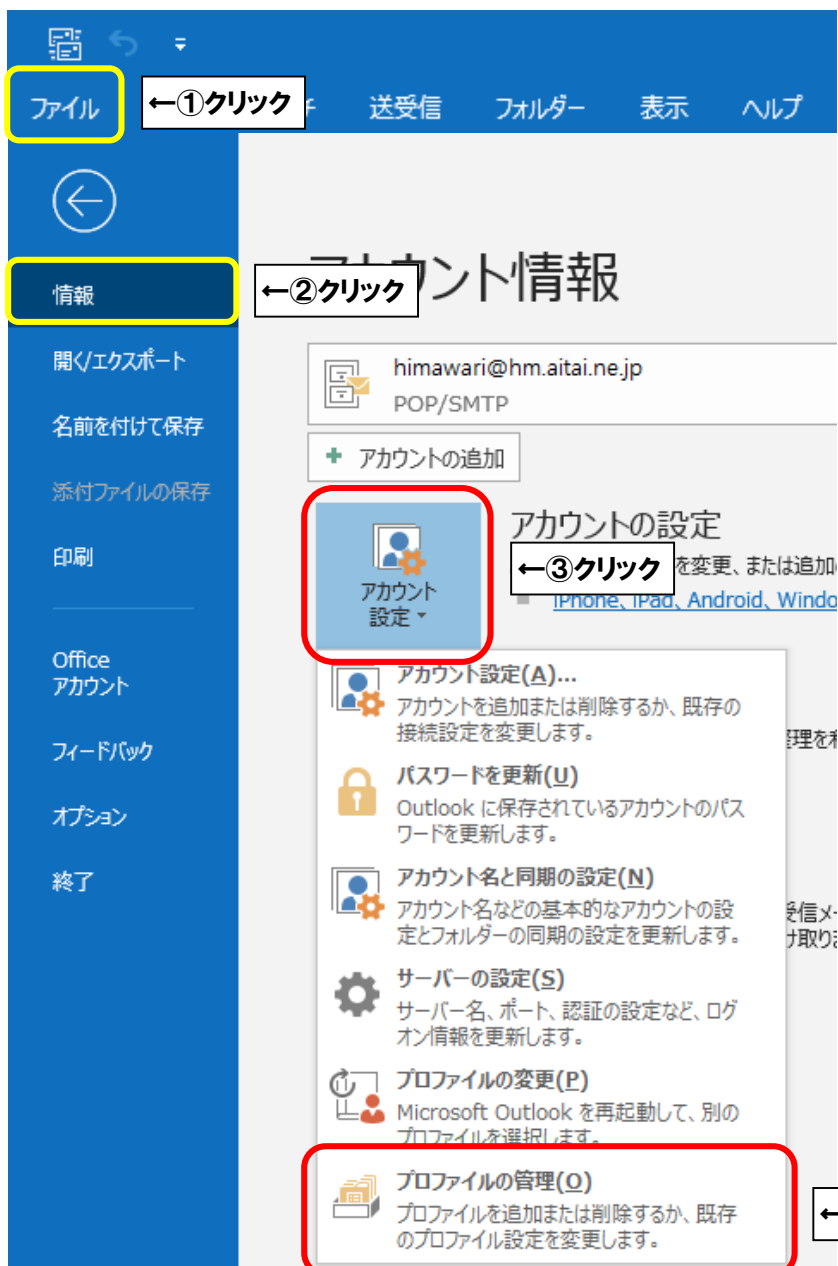 ファイル
←①クリック
送受信
フォルダー
表示
ヘルプ
アカウント情報
情報
←②クリック
開く/エクスポート
himawari@hm.aitai.ne.jp
POP/SMTP
名前を付けて保存
アカウントの追加
添付ファイルの保存
アカウントの設定
印刷
←③クリック
を変更、または追加
アカウント
設定
iPhone、iPad、Android、Windo
Office
アカウント
アカウント設定(A)...
アカウントを追加または削除するか、既存の
接続設定を変更します。
フィードバック
パスワードを更新(U)
Outlook に保存されているアカウントのパス
ワードを更新します。
オプション
終了
アカウント名と同期の設定(N)
アカウント名などの基本的なアカウントの設
定とフォルダーの同期の設定を更新します。
受信メ
け取り
サーバーの設定(S)
サーバー名、ポート、認証の設定など、ログ
オン情報を更新します。
プロファイルの変更(P)
Microsoft Outlook を再起動して、別の
プロファイルを選択します。
プロファイルの管理(O)
プロファイルを追加または削除するか、既存
のプロファイル設定を変更します。
←